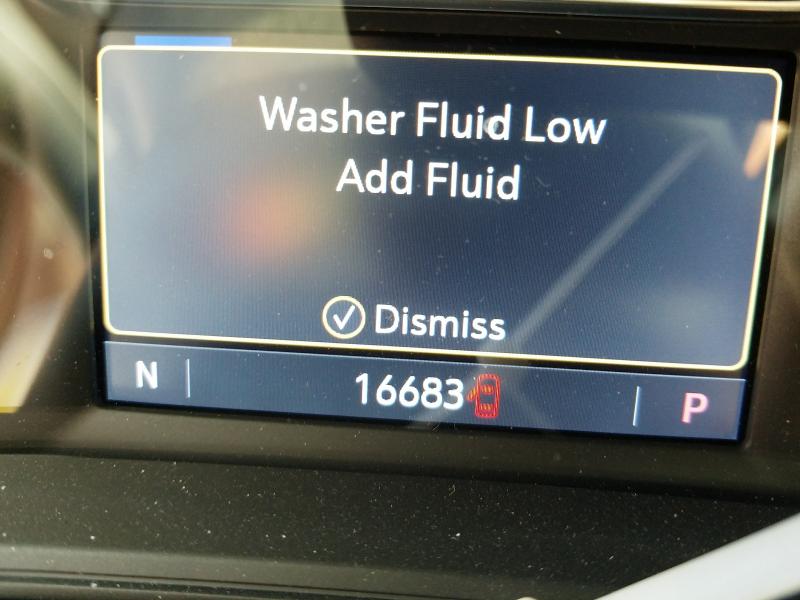 Washer Fluid Low
Add Fluid
Dismiss
N 16683 P